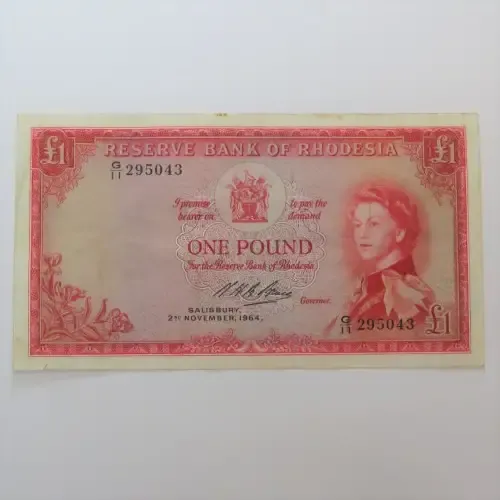 £1 RESERVE BANK OF RHODESIA £1
G/11 295043
I promise to pay the
bearer on demand
ONE POUND
For the Reserve Bank of Rhodesia
Governor
SALISBURY,
2ND NOVEMBER, 1964.
G/11 295043 £1